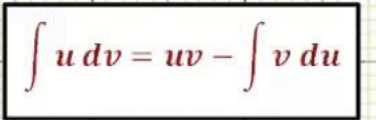 ∫ u dv = uv − ∫ v du